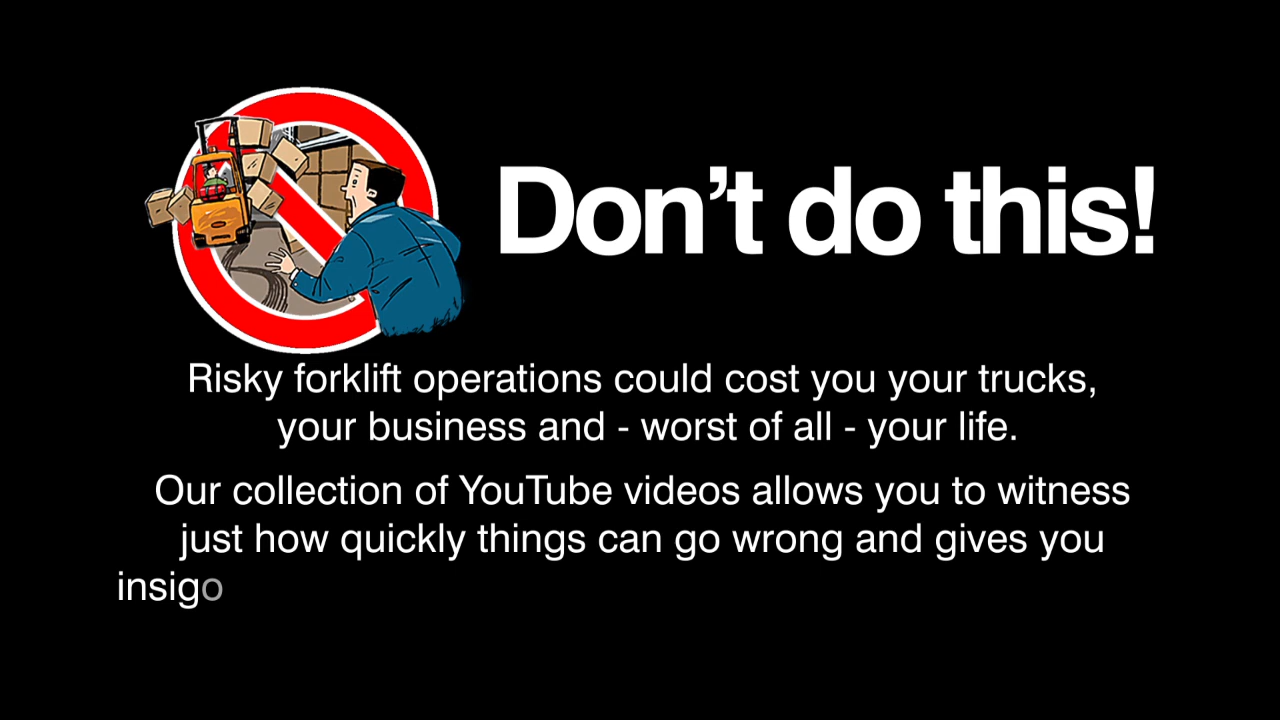 Don't do this!
Risky forklift operations could cost you your trucks,
your business and - worst of all - your life.
Our collection of YouTube videos allows you to witness
just how quickly things can go wrong and gives you
insigo